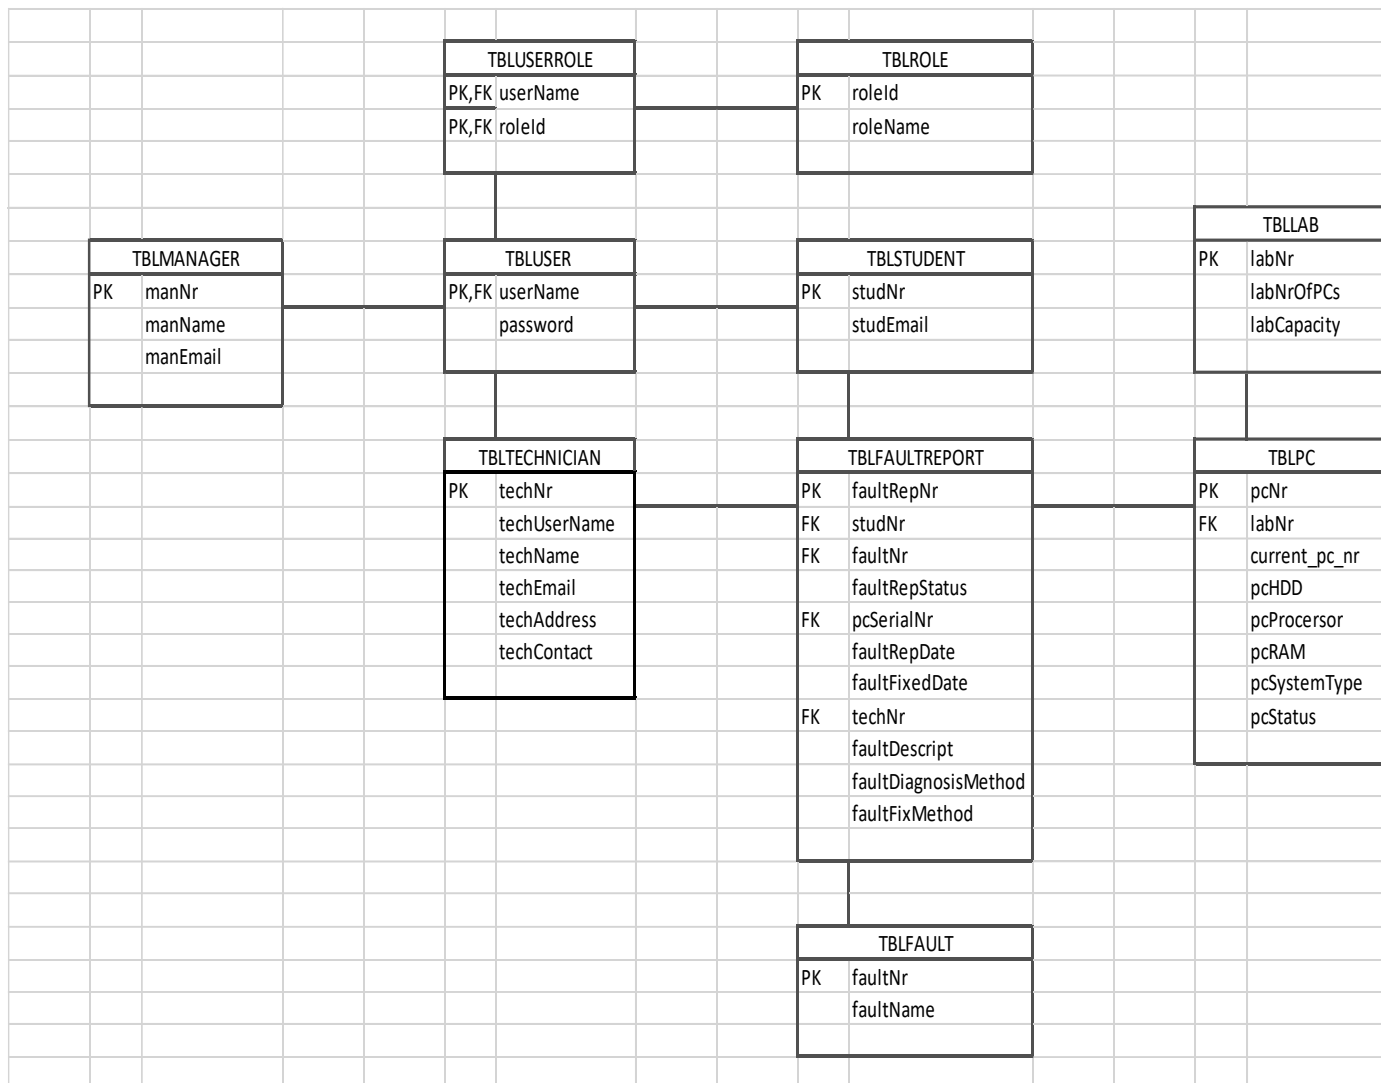 TBLUSERROLE
PK,FK userName
PK,FK roleId
TBLROLE
PK roleId
roleName
TBLLAB
PK labNr
labNrOfPCs
labCapacity
TBLMANAGER
PK manNr
manName
manEmail
TBLUSER
PK,FK userName
password
TBLSTUDENT
PK studNr
studEmail
TBLTECHNICIAN
PK techNr
techUserName
techName
techEmail
techAddress
techContact
TBLFAULTREPORT
PK faultRepNr
FK studNr
FK faultNr
faultRepStatus
FK pcSerialNr
faultRepDate
faultFixedDate
FK techNr
faultDescript
faultDiagnosisMethod
faultFixMethod
TBLPC
PK pcNr
FK labNr
current_pc_nr
pcHDD
pcProcersor
pcRAM
pcSystemType
pcStatus
TBLFAULT
PK faultNr
faultName